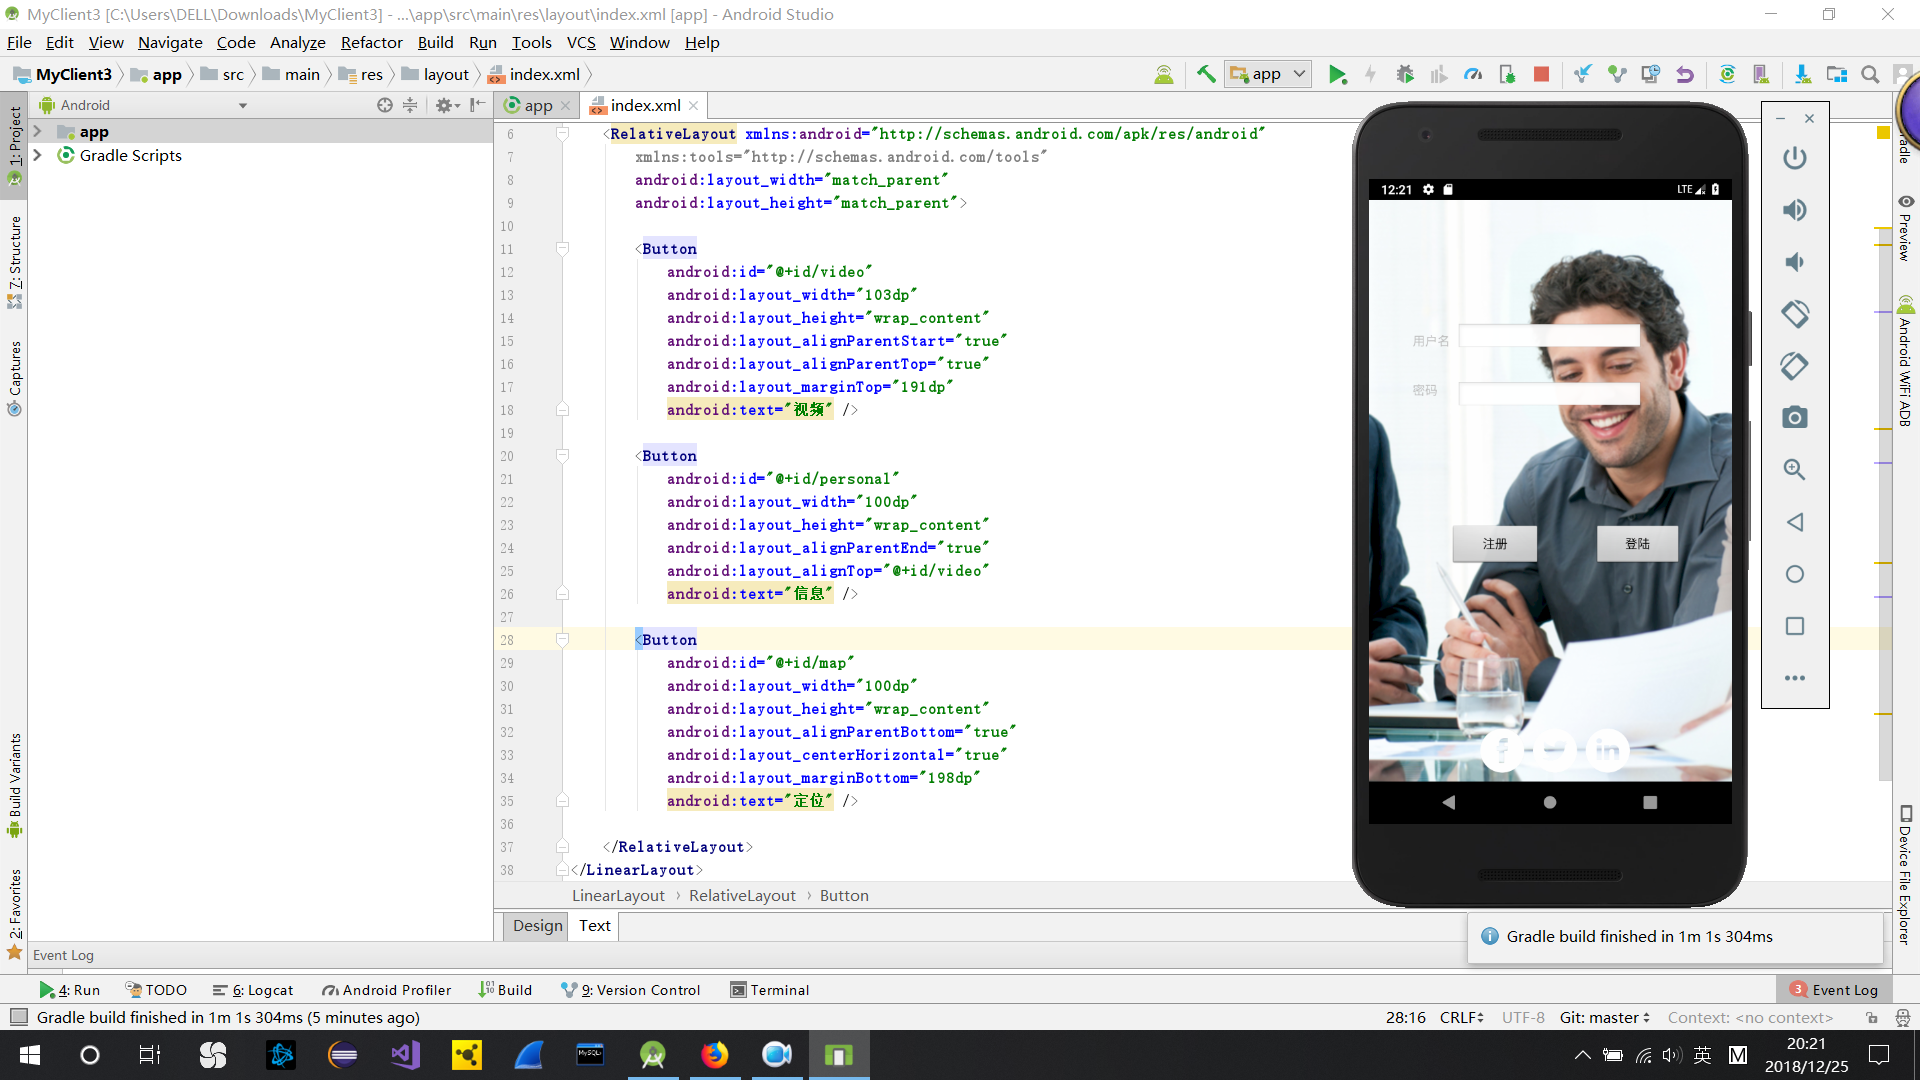 MyClient3 [C:\Users\DELL\Downloads\MyClient3] - ...\app\src\main\res\layout\index.xml [app] - Android Studio
File Edit View Navigate Code Analyze Refactor Build Run Tools VCS Window Help
MyClient3 app src main res layout index.xml
app
Android
app index.xml
1: Project
7: Structure
Captures
Build Variants
2: Favorites
app
Gradle Scripts
6 <RelativeLayout xmlns:android="http://schemas.android.com/apk/res/android"
7 xmlns:tools="http://schemas.android.com/tools"
8 android:layout_width="match_parent"
9 android:layout_height="match_parent">
10
11 <Button
12 android:id="@+id/video"
13 android:layout_width="103dp"
14 android:layout_height="wrap_content"
15 android:layout_alignParentStart="true"
16 android:layout_alignParentTop="true"
17 android:layout_marginTop="191dp"
18 android:text="视频" />
19
20 <Button
21 android:id="@+id/personal"
22 android:layout_width="100dp"
23 android:layout_height="wrap_content"
24 android:layout_alignParentEnd="true"
25 android:layout_alignTop="@+id/video"
26 android:text="信息" />
27
28 <Button
29 android:id="@+id/map"
30 android:layout_width="100dp"
31 android:layout_height="wrap_content"
32 android:layout_alignParentBottom="true"
33 android:layout_centerHorizontal="true"
34 android:layout_marginBottom="198dp"
35 android:text="定位" />
36
37 </RelativeLayout>
38 </LinearLayout>
LinearLayout › RelativeLayout › Button
Design Text
12:21 LTE
用户名
密码
注册 登陆
f in
Preview
Android WiFi ADB
Device File Explorer
Gradle build finished in 1m 1s 304ms
Event Log
4: Run TODO 6: Logcat Android Profiler Build 9: Version Control Terminal 3 Event Log
Gradle build finished in 1m 1s 304ms (5 minutes ago) 28:16 CRLF UTF-8 Git: master Context: <no context>
MySQL
英 M
20:21
2018/12/25